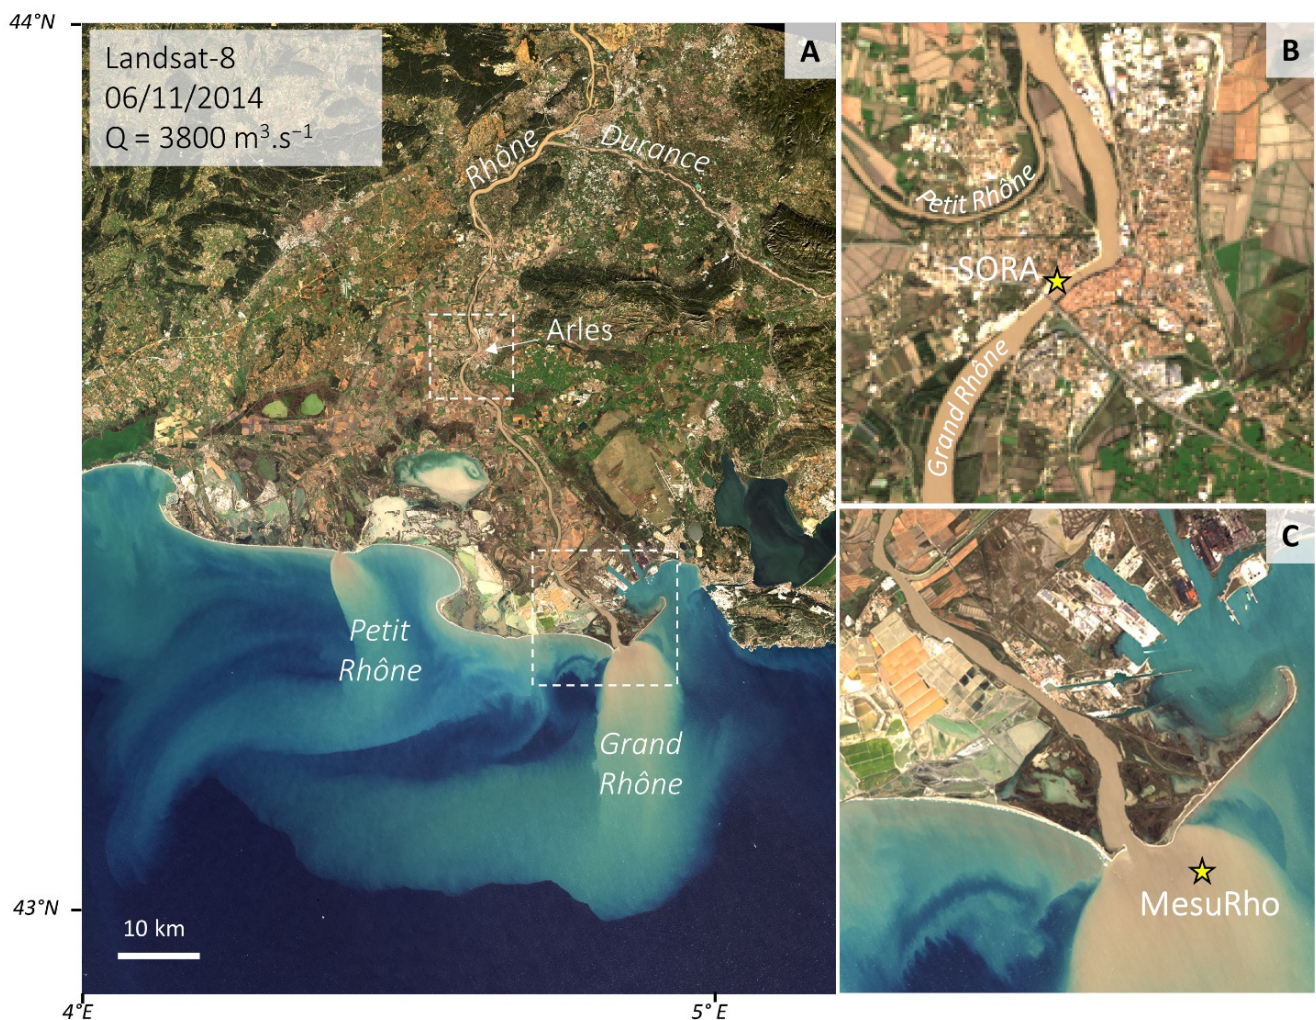 44°N
Landsat-8
06/11/2014
Q = 3800 m³.s⁻¹
A
Rhône
Durance
Arles
Petit
Rhône
Grand
Rhône
43°N
10 km
4°E
5° E
B
Petit Rhône
SORA
Grand Rhône
C
MesuRho